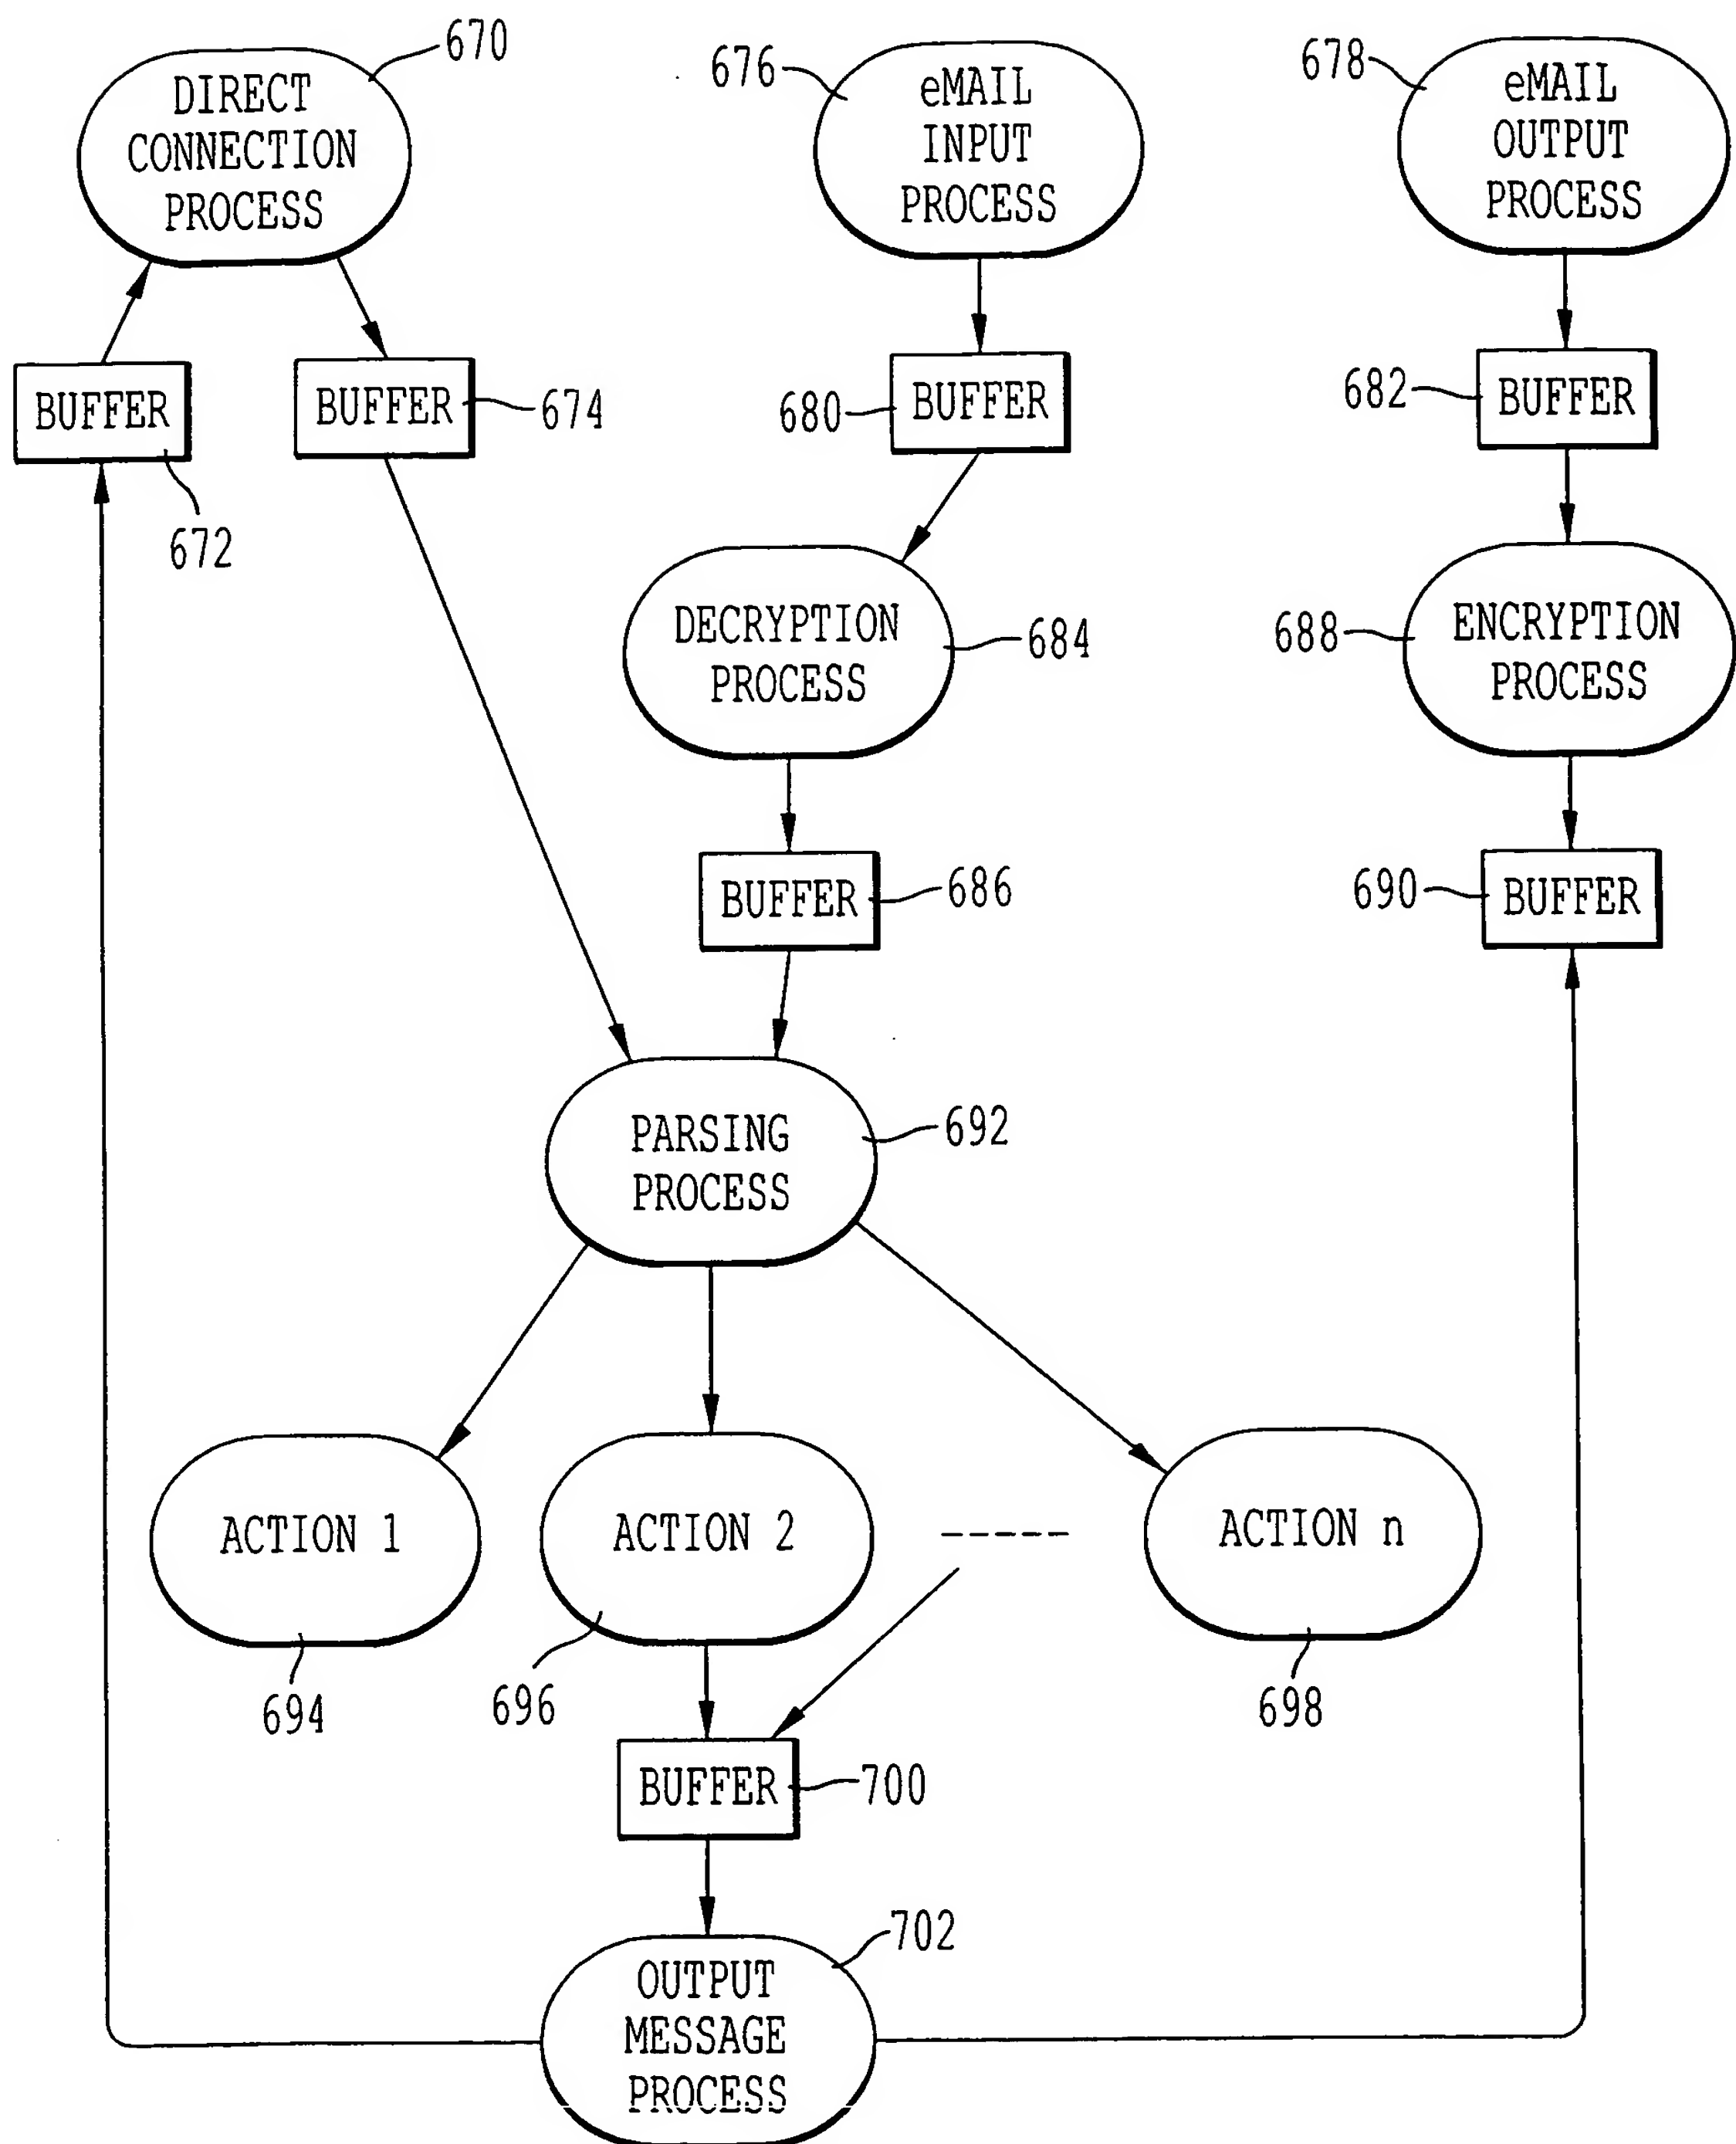 670
DIRECT
CONNECTION
PROCESS
676
eMAIL
INPUT
PROCESS
678
eMAIL
OUTPUT
PROCESS
BUFFER
672
BUFFER
674
680
BUFFER
682
BUFFER
DECRYPTION
PROCESS
684
688
ENCRYPTION
PROCESS
BUFFER
686
690
BUFFER
PARSING
PROCESS
692
ACTION 1
694
ACTION 2
696
-----
ACTION n
698
BUFFER
700
702
OUTPUT
MESSAGE
PROCESS